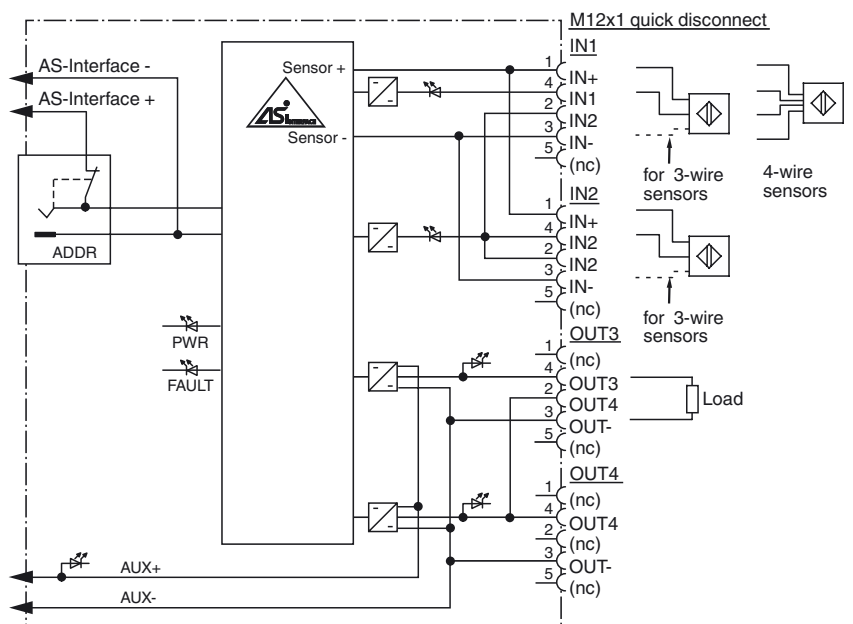 M12x1 quick disconnect
IN1
1
IN+
4
IN1
2
IN2
3
IN-
5
(nc)
AS-Interface -
AS-Interface +
Sensor +
Sensor -
ASi INTERFACE
ADDR
for 3-wire
sensors
4-wire
sensors
IN2
1
IN+
4
IN2
2
IN2
3
IN-
5
(nc)
for 3-wire
sensors
PWR
FAULT
OUT3
1
(nc)
4
OUT3
2
OUT4
3
OUT-
5
(nc)
Load
OUT4
1
(nc)
4
OUT4
2
(nc)
3
OUT-
5
(nc)
AUX+
AUX-